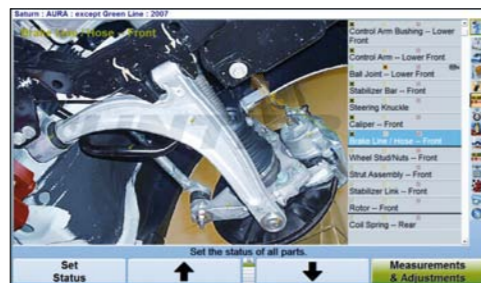 Saturn : AURA : except Green Line : 2007
Brake Line / Hose -- Front
Control Arm Bushing -- Lower
Front
Control Arm -- Lower Front
Ball Joint -- Lower Front
Stabilizer Bar -- Front
Steering Knuckle
Caliper -- Front
Brake Line / Hose -- Front
Wheel Stud/Nuts -- Front
Strut Assembly -- Front
Stabilizer Link -- Front
Rotor -- Front
Coil Spring -- Rear
HUNTER
Set the status of all parts.
Set
Status
Measurements
& Adjustments